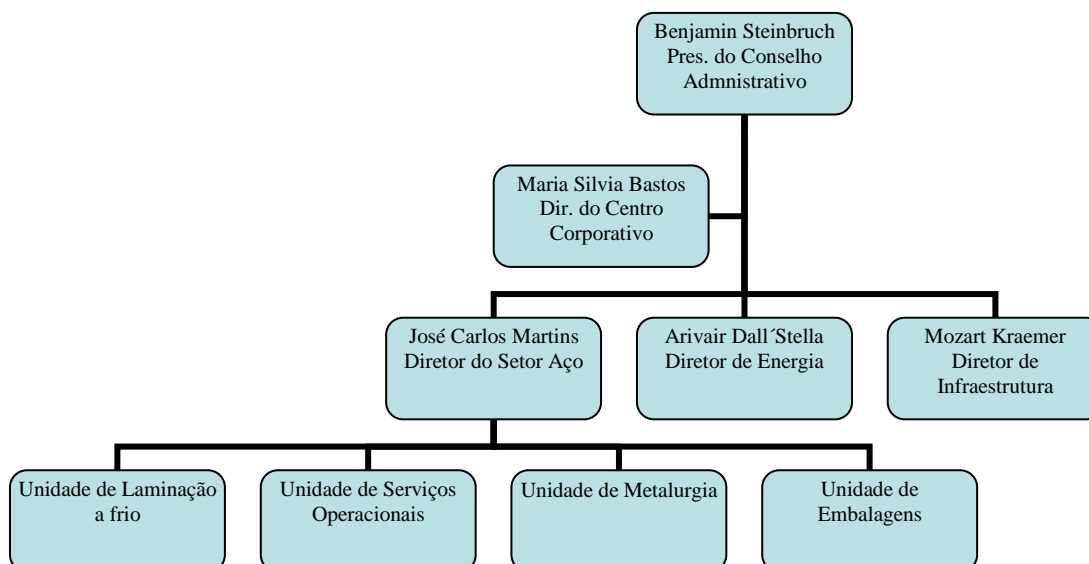 Benjamin Steinbruch
Pres. do Conselho
Admnistrativo
Maria Silvia Bastos
Dir. do Centro
Corporativo
José Carlos Martins
Diretor do Setor Aço
Arivair Dall´Stella
Diretor de Energia
Mozart Kraemer
Diretor de
Infraestrutura
Unidade de Laminação
a frio
Unidade de Serviços
Operacionais
Unidade de Metalurgia
Unidade de
Embalagens